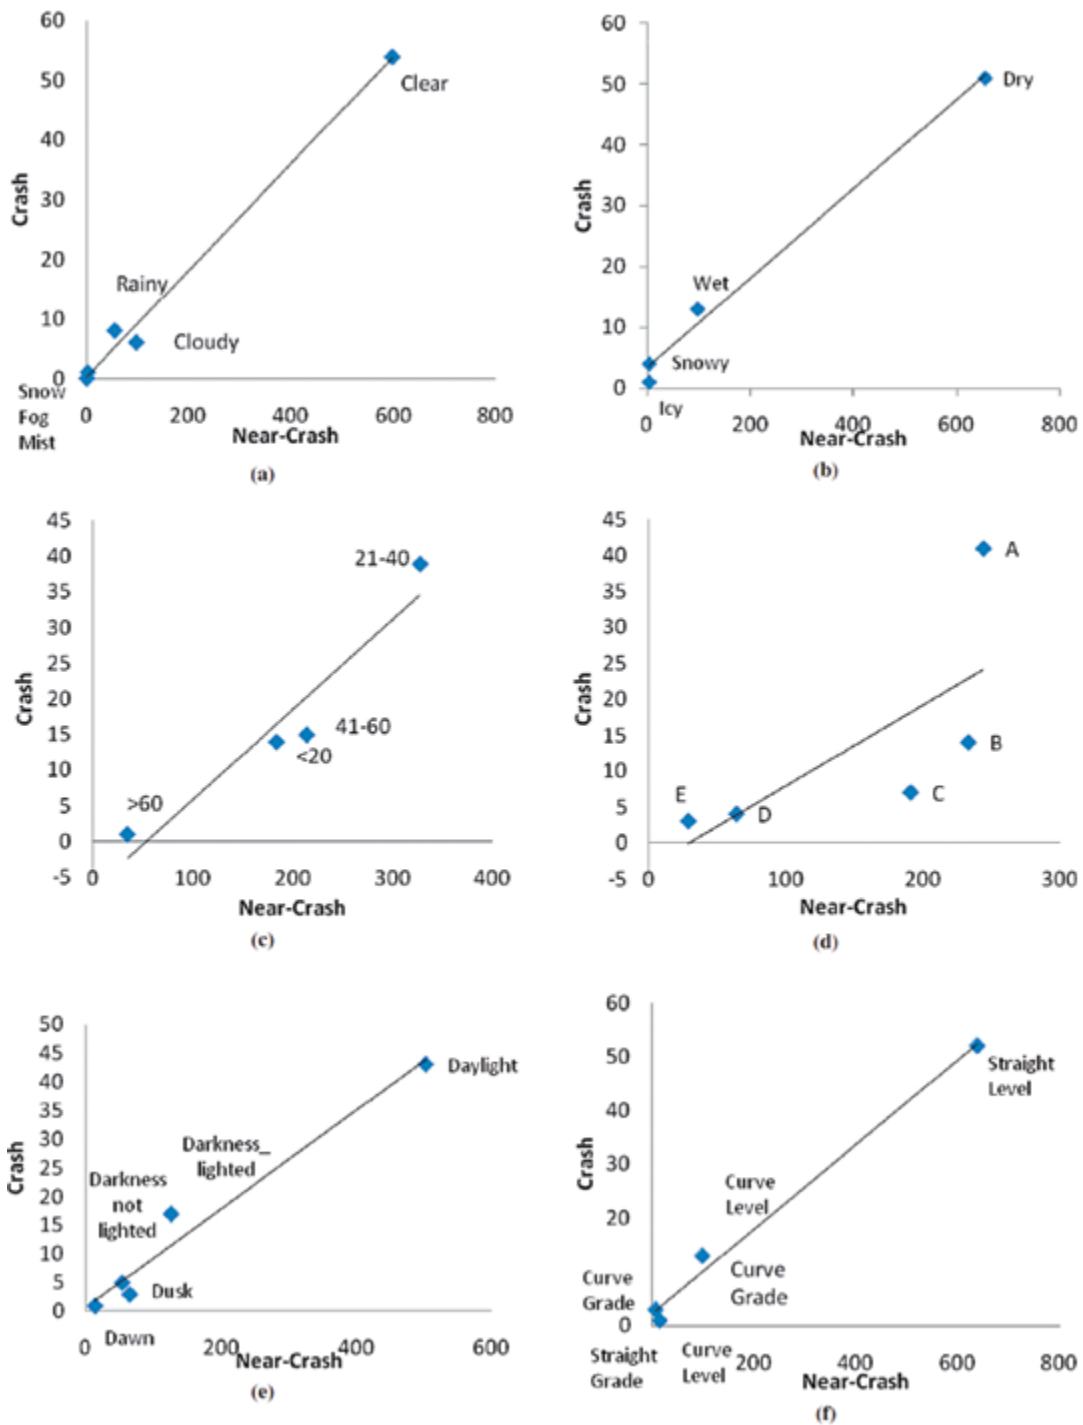 60
50
40
30
20
10
0
Crash
Clear
Rainy
Cloudy
Snow
Fog
Mist
0 200 400 600 800
Near-Crash
(a)
60
50
40
30
20
10
0
Crash
Dry
Wet
Snowy
Icy
0 200 400 600 800
Near-Crash
(b)
45
40
35
30
25
20
15
10
5
0
-5
Crash
21-40
41-60
<20
>60
0 100 200 300 400
Near-Crash
(c)
45
40
35
30
25
20
15
10
5
0
-5
Crash
A
B
C
E
D
0 100 200 300
Near-Crash
(d)
50
45
40
35
30
25
20
15
10
5
0
Crash
Daylight
Darkness_
lighted
Darkness
not
lighted
Dusk
Dawn
0 200 400 600
Near-Crash
(e)
60
50
40
30
20
0
Crash
Straight
Level
Curve
Level
Curve
Grade
Curve
Grade
Straight
Grade
Curve
Level
200 400 600 800
Near-Crash
(f)